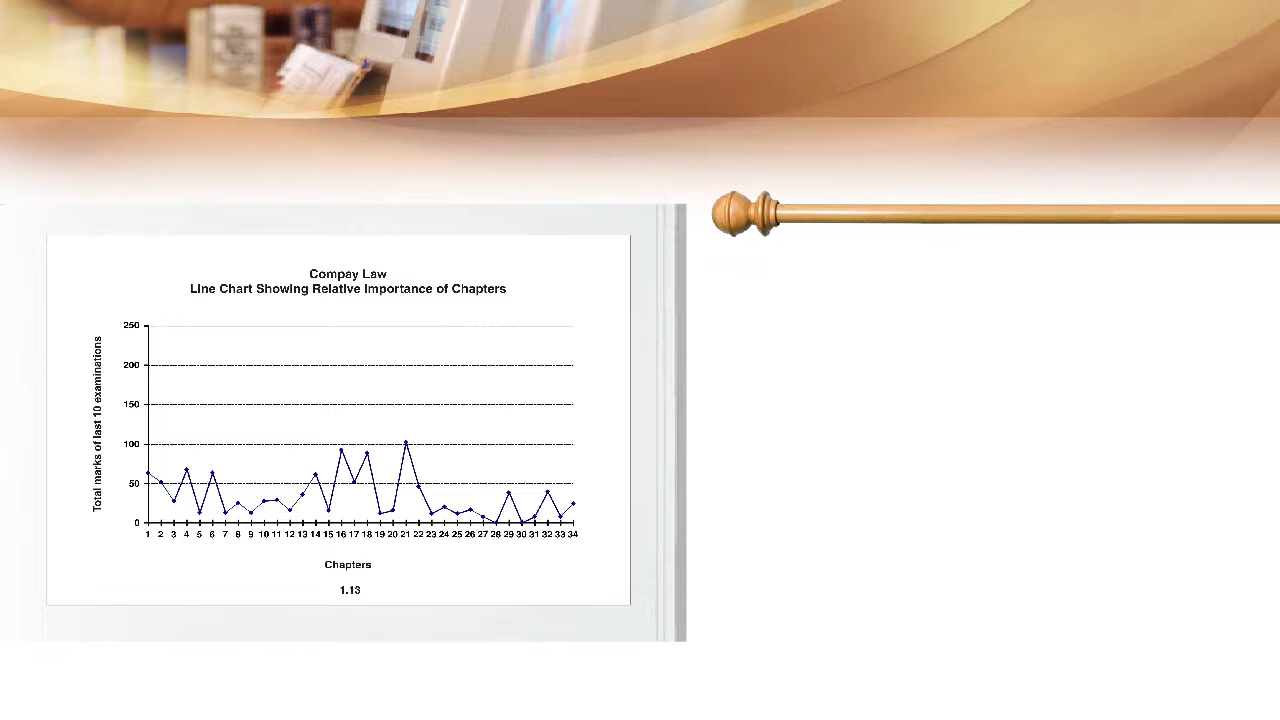 Compay Law
Line Chart Showing Relative Importance of Chapters
Total marks of last 10 examinations
250
200
150
100
50
0
1 2 3 4 5 6 7 8 9 10 11 12 13 14 15 16 17 18 19 20 21 22 23 24 25 26 27 28 29 30 31 32 33 34
Chapters
1.13